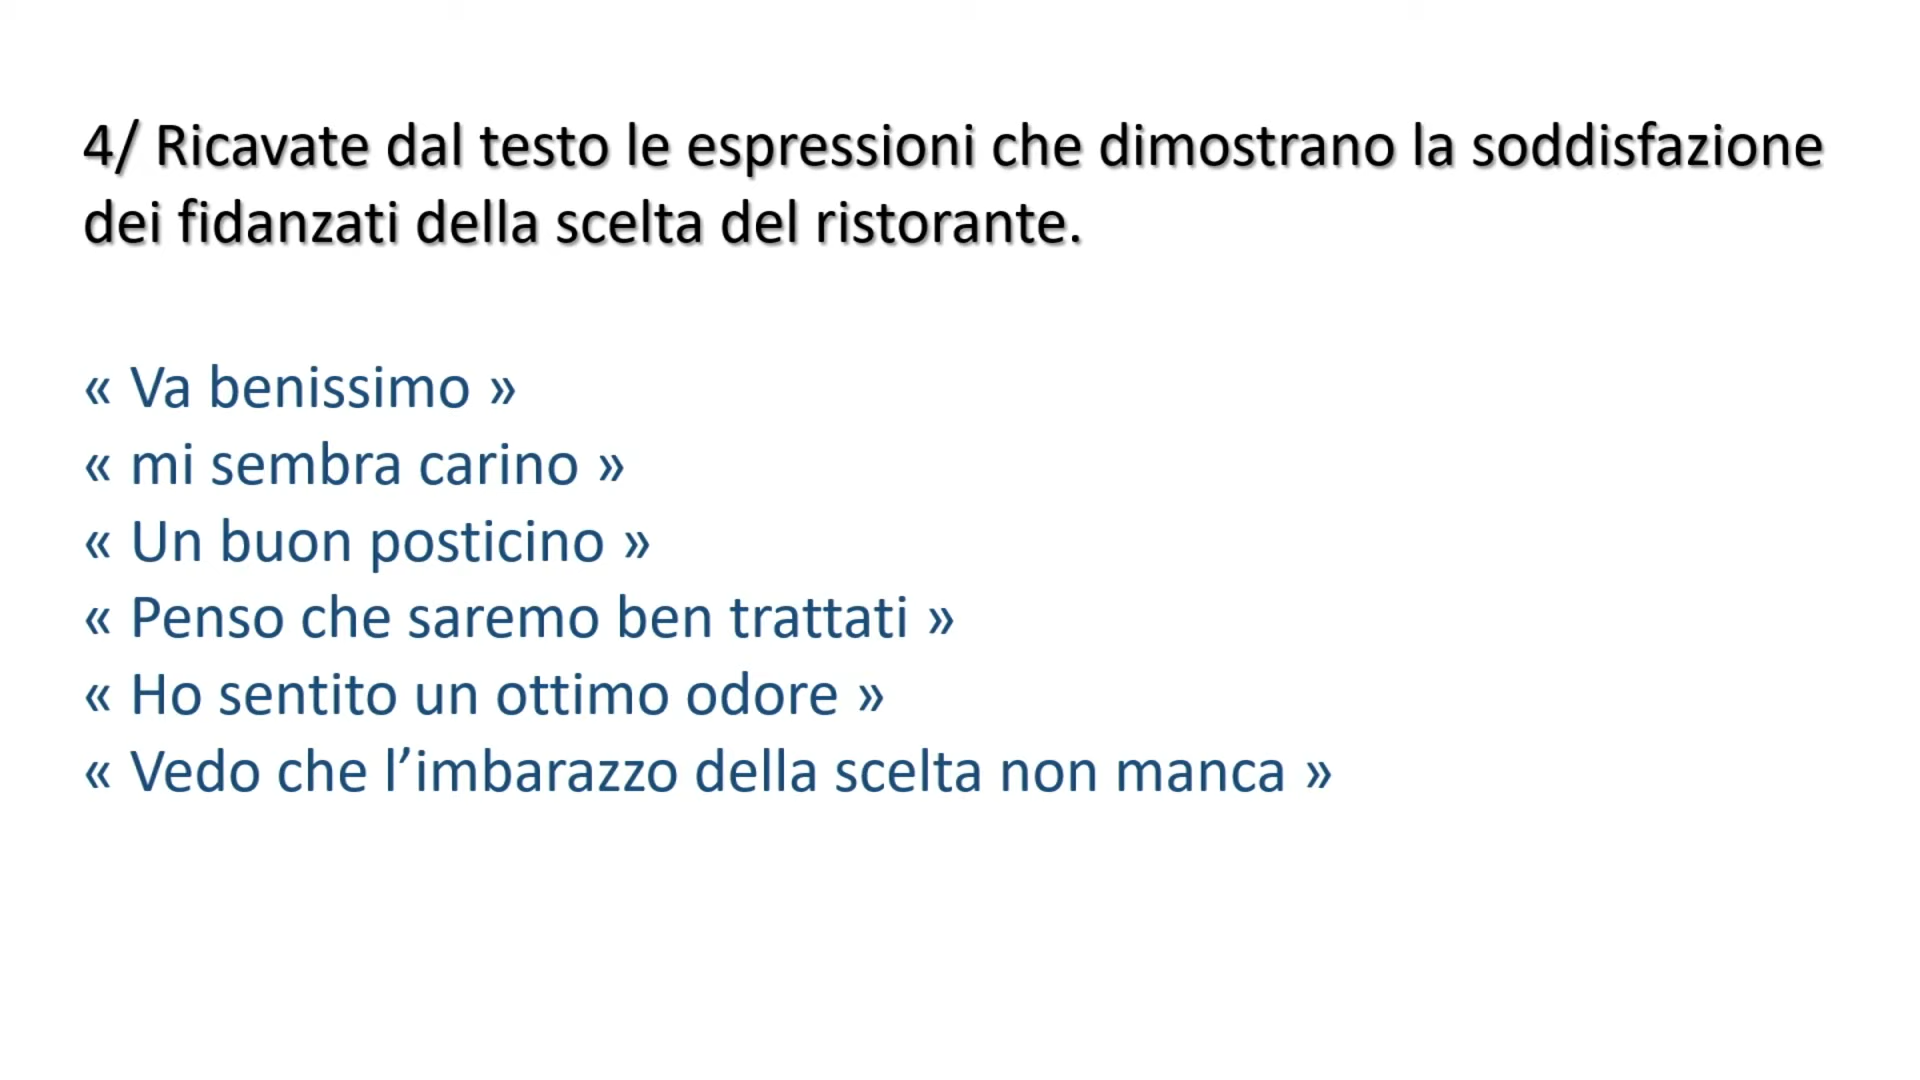 4/ Ricavate dal testo le espressioni che dimostrano la soddisfazione
dei fidanzati della scelta del ristorante.
« Va benissimo »
« mi sembra carino »
« Un buon posticino »
« Penso che saremo ben trattati »
« Ho sentito un ottimo odore »
« Vedo che l’imbarazzo della scelta non manca »